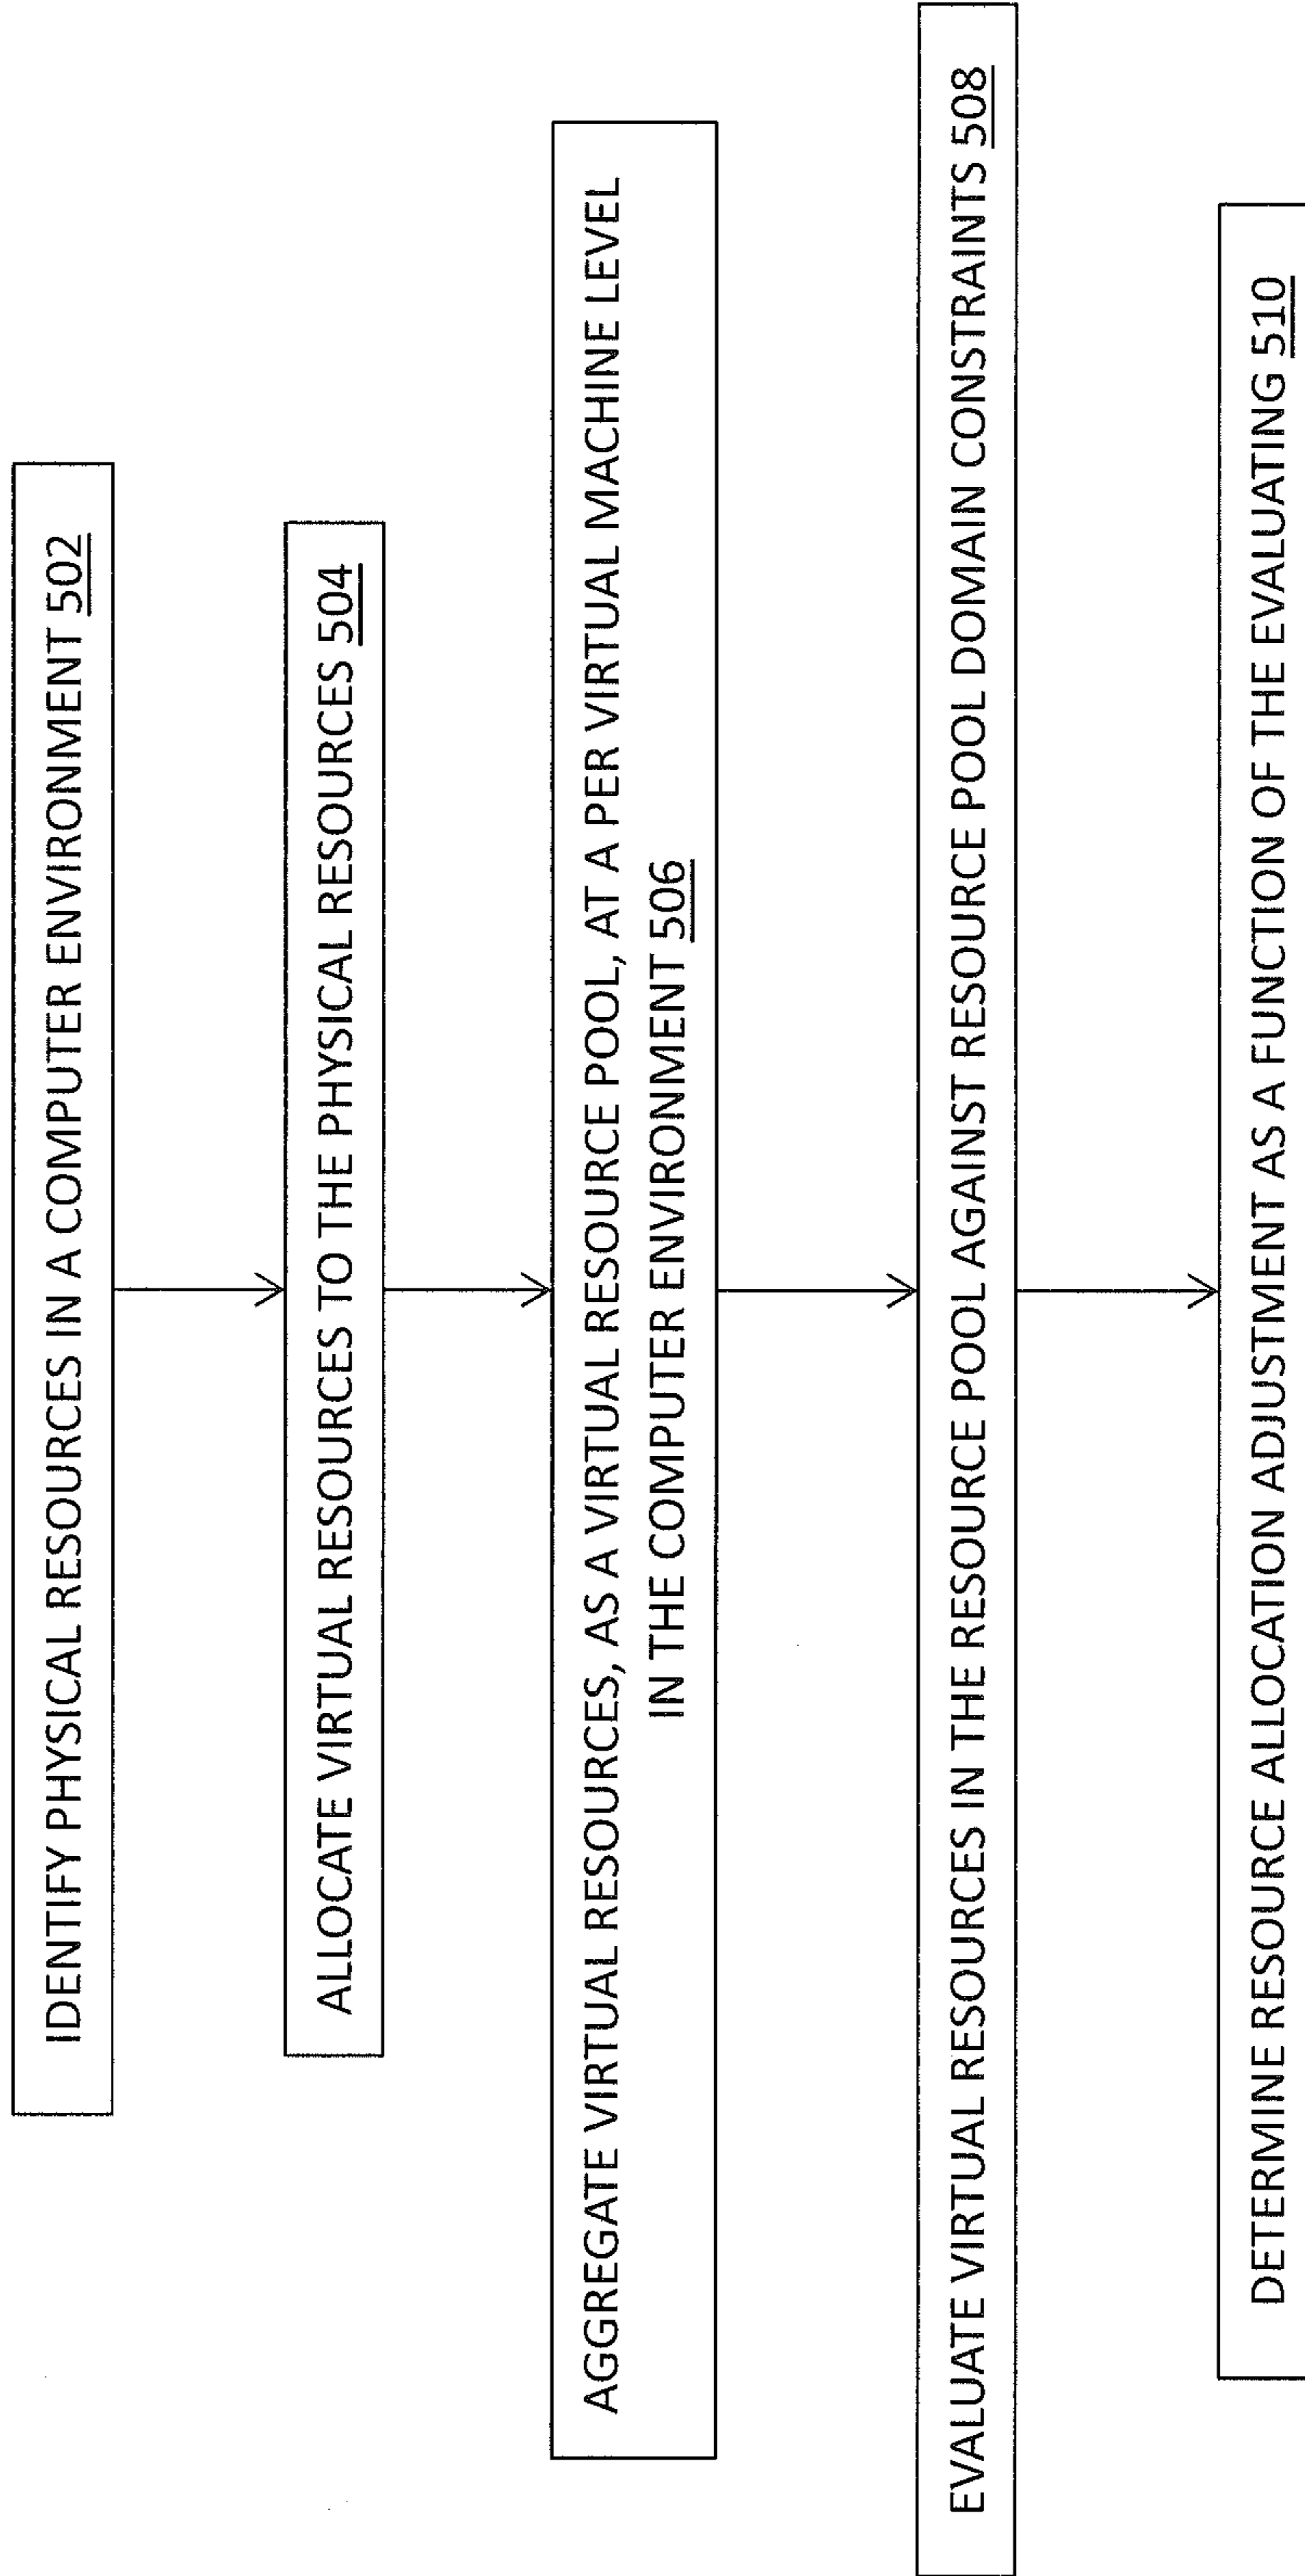 IDENTIFY PHYSICAL RESOURCES IN A COMPUTER ENVIRONMENT 502
ALLOCATE VIRTUAL RESOURCES TO THE PHYSICAL RESOURCES 504
AGGREGATE VIRTUAL RESOURCES, AS A VIRTUAL RESOURCE POOL, AT A PER VIRTUAL MACHINE LEVEL
IN THE COMPUTER ENVIRONMENT 506
EVALUATE VIRTUAL RESOURCES IN THE RESOURCE POOL AGAINST RESOURCE POOL DOMAIN CONSTRAINTS 508
DETERMINE RESOURCE ALLOCATION ADJUSTMENT AS A FUNCTION OF THE EVALUATING 510